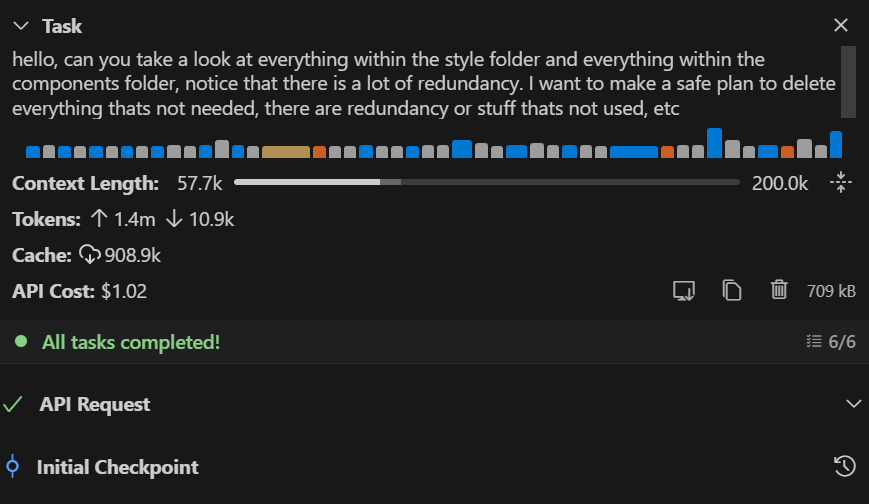 Task
hello, can you take a look at everything within the style folder and everything within the
components folder, notice that there is a lot of redundancy. I want to make a safe plan to delete
everything thats not needed, there are redundancy or stuff thats not used, etc
Context Length: 57.7k 200.0k
Tokens: ↑ 1.4m ↓ 10.9k
Cache: 908.9k
API Cost: $1.02 709 kB
All tasks completed! 6/6
API Request
Initial Checkpoint